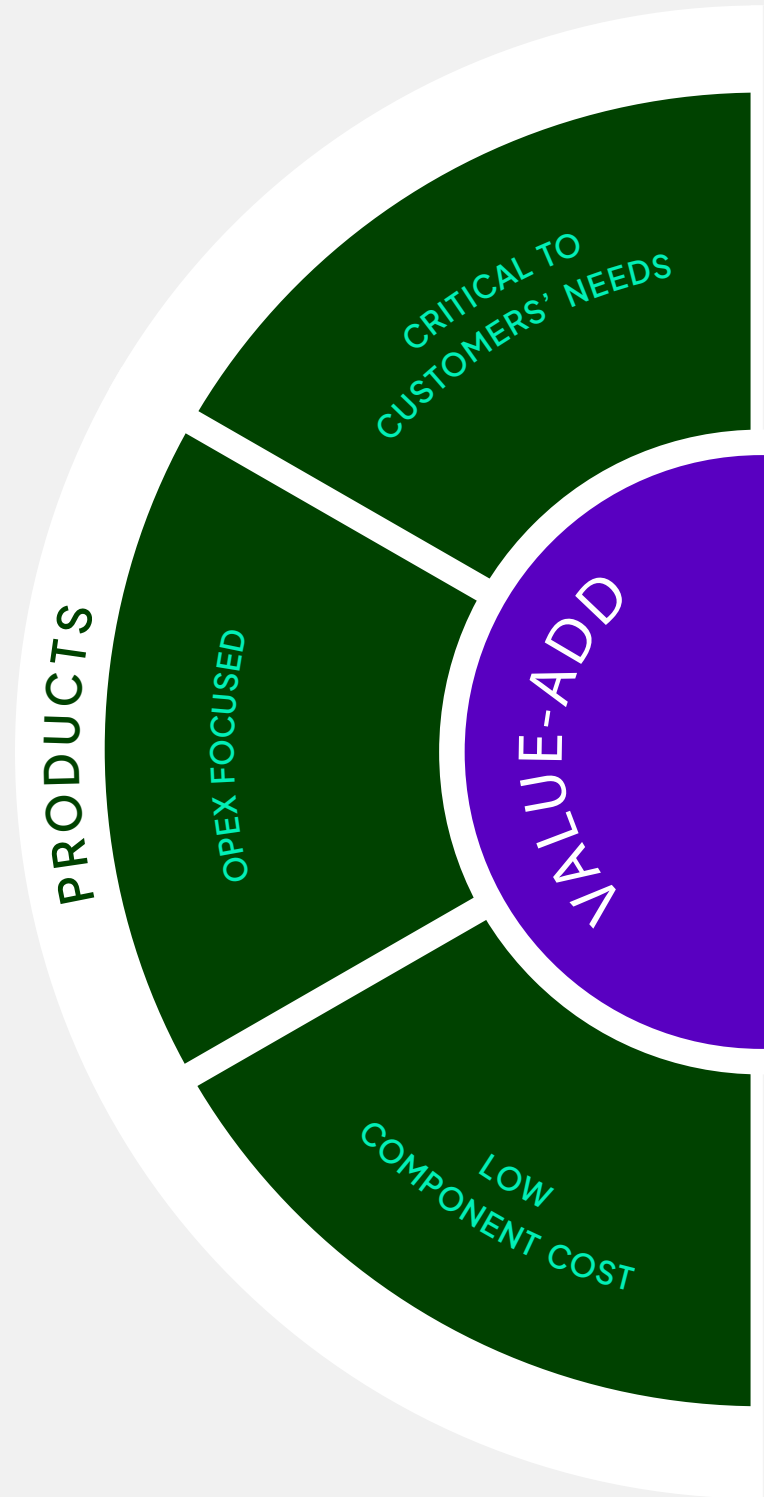 CRITICAL TO
CUSTOMERS’ NEEDS
PRODUCTS
OPEX FOCUSED
VALUE-ADD
LOW
COMPONENT COST